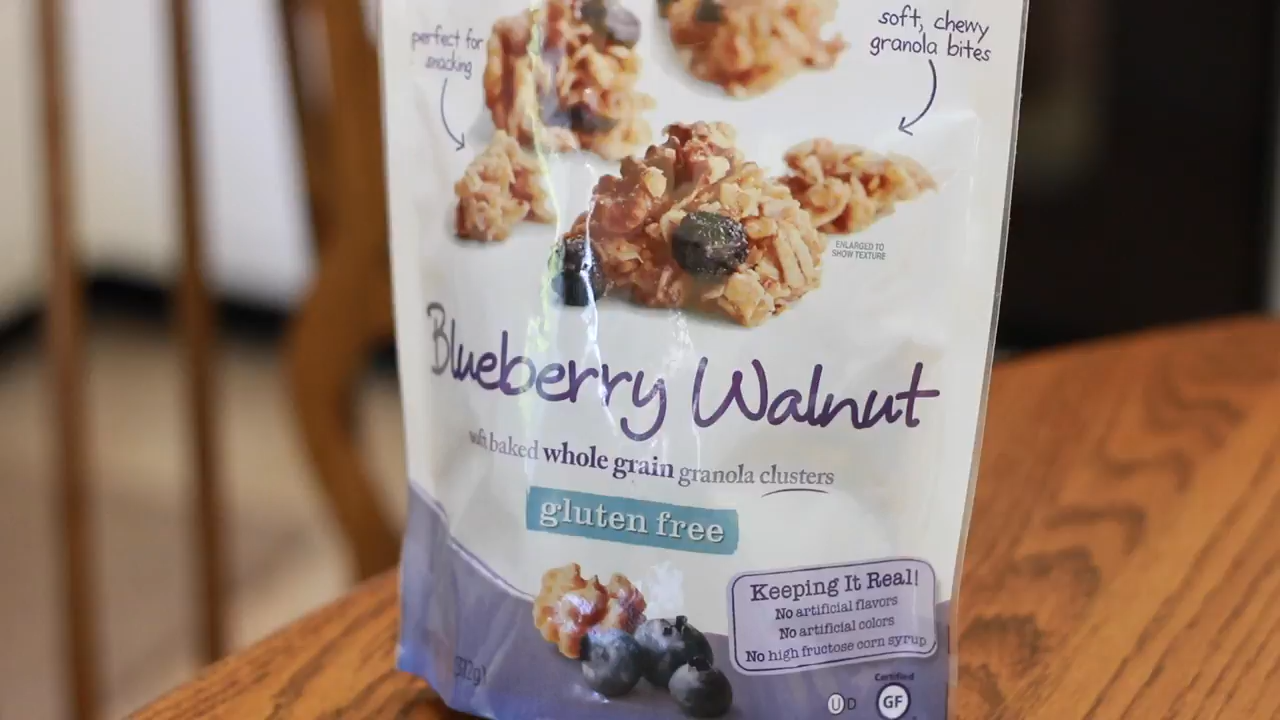 perfect for
snacking
soft, chewy
granola bites
ENLARGED TO
SHOW TEXTURE
Blueberry Walnut
soft baked whole grain granola clusters
gluten free
Keeping It Real!
No artificial flavors
No artificial colors
No high fructose corn syrup
Certified
U D
GF